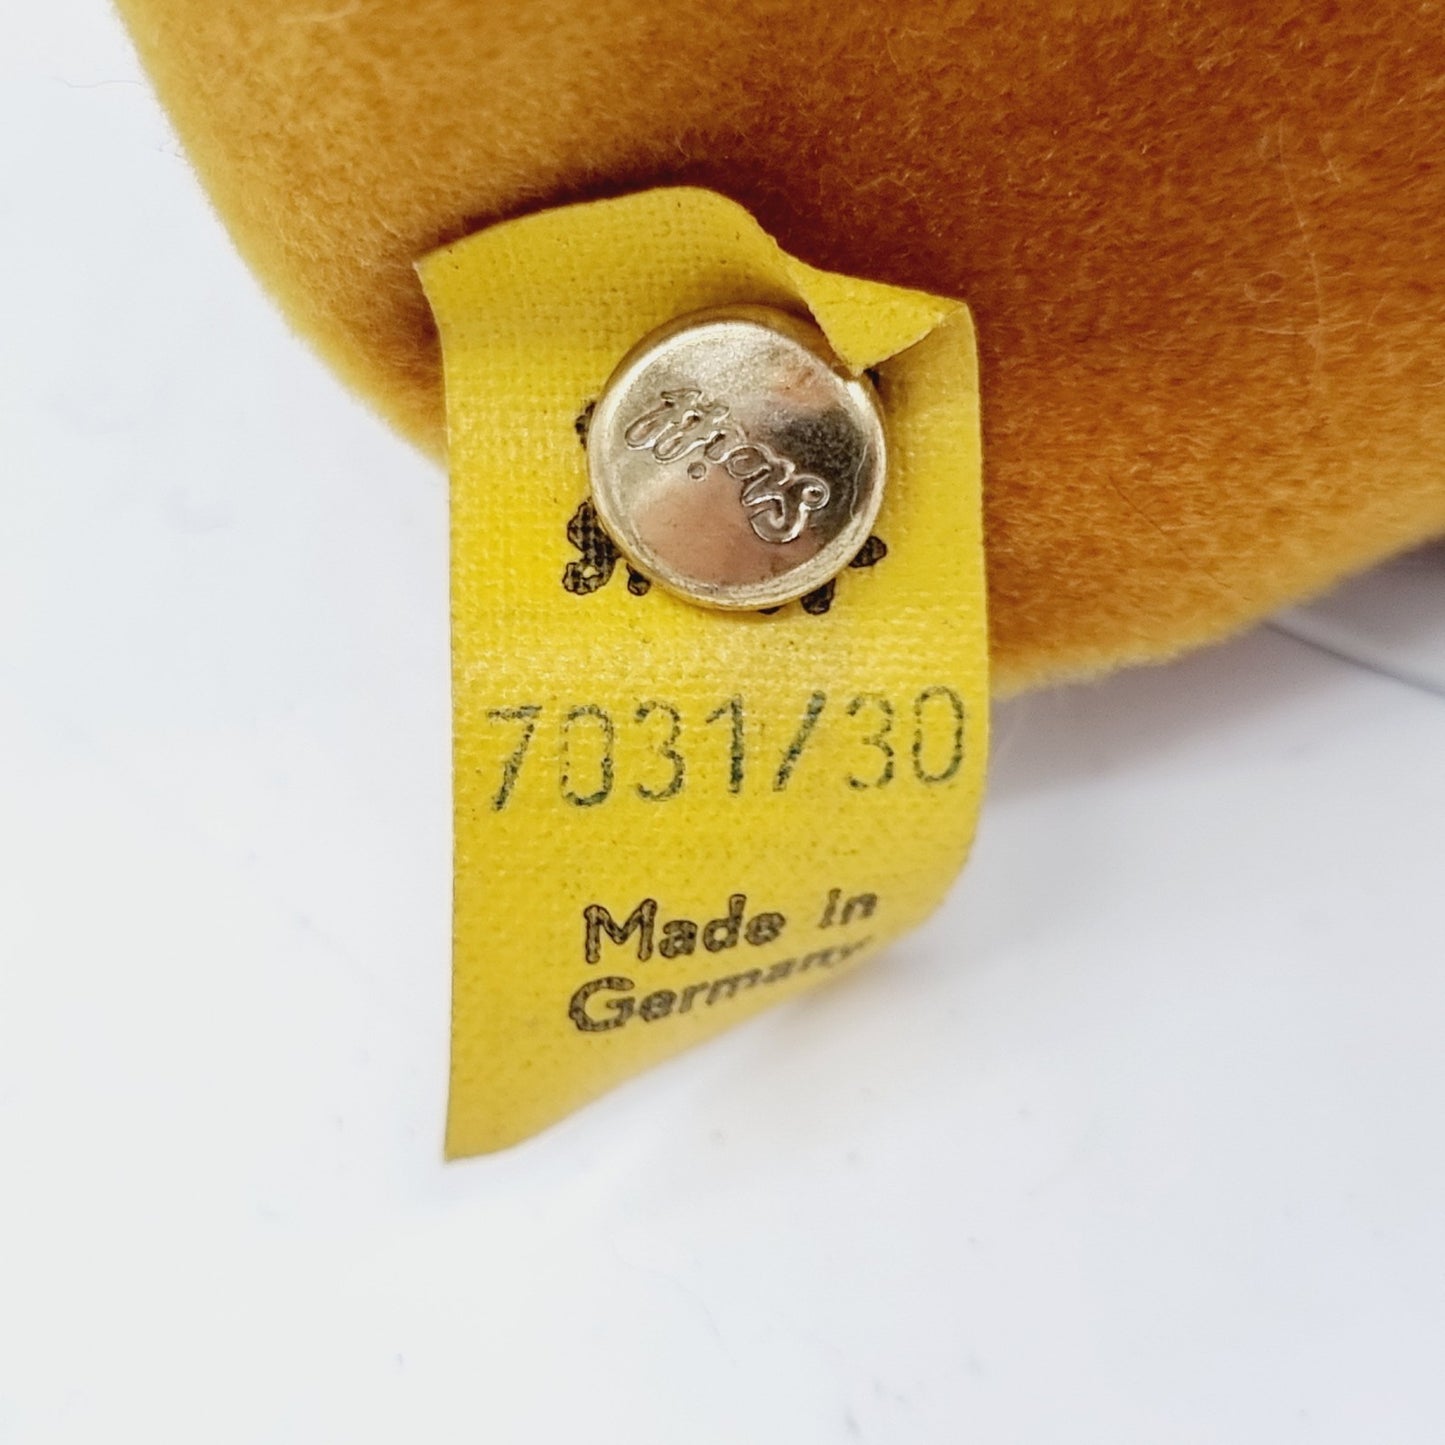 Steiff
7031/30
Made in
Germany